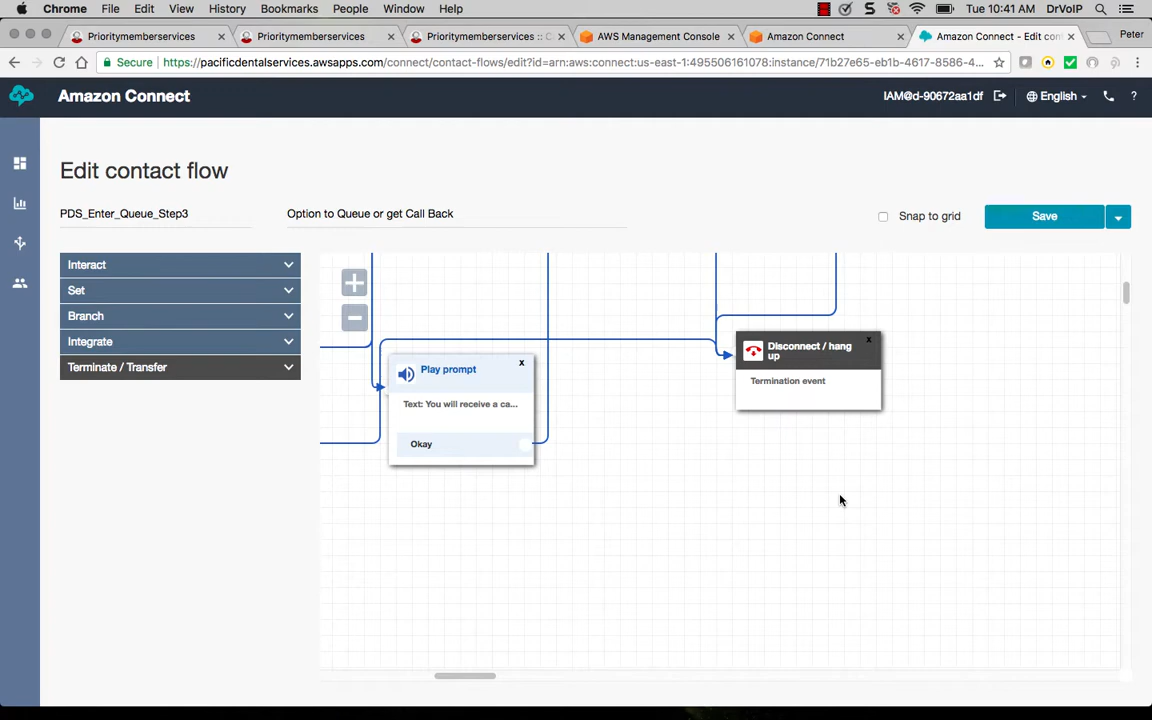 Chrome File Edit View History Bookmarks People Window Help Tue 10:41 AM DrVoIP
Prioritymemberservices x Prioritymemberservices x Prioritymemberservices :: C x AWS Management Console x Amazon Connect x Amazon Connect - Edit con x Peter
Secure https://pacificdentalservices.awsapps.com/connect/contact-flows/edit?id=arn:aws:connect:us-east-1:495506161078:instance/71b27e65-eb1b-4617-8586-4...
Amazon Connect IAM@d-90672aa1df English ?
Edit contact flow
PDS_Enter_Queue_Step3 Option to Queue or get Call Back Snap to grid Save
Interact
Set
Branch
Integrate
Terminate / Transfer
Play prompt x
Text: You will receive a ca...
Okay
Disconnect / hang up x
Termination event